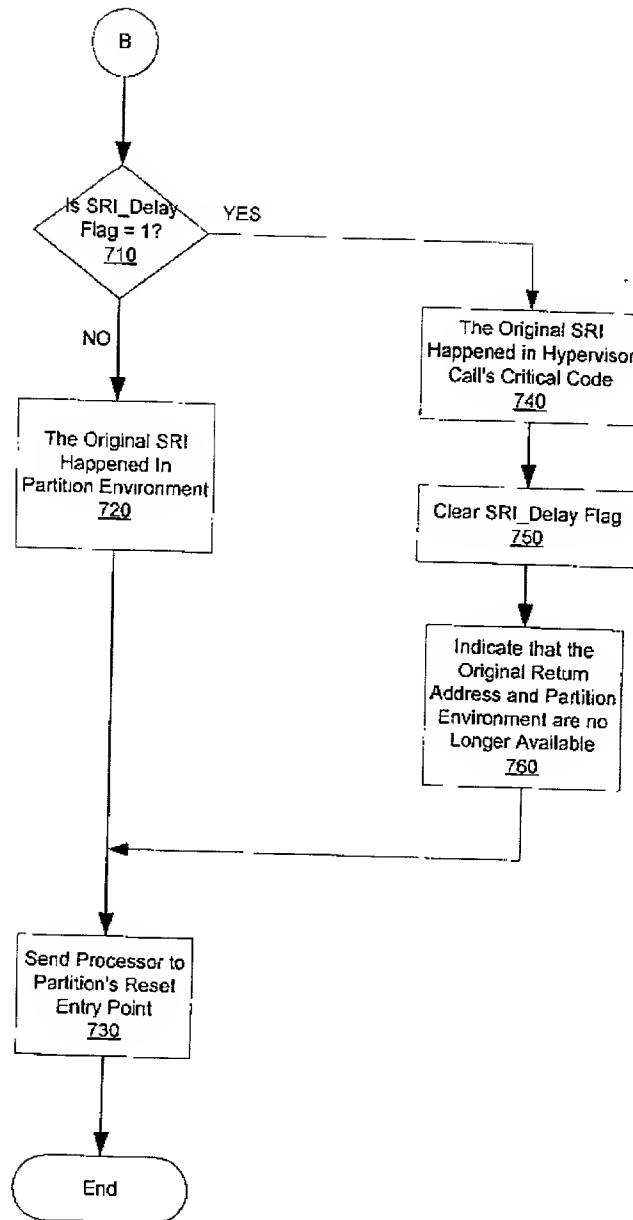 B
Is SRI_Delay
Flag = 1?
710
YES
NO
The Original SRI
Happened in Hypervisor
Call's Critical Code
740
The Original SRI
Happened In
Partition Environment
720
Clear SRI_Delay Flag
750
Indicate that the
Original Return
Address and Partition
Environment are no
Longer Available
760
Send Processor to
Partition's Reset
Entry Point
730
End